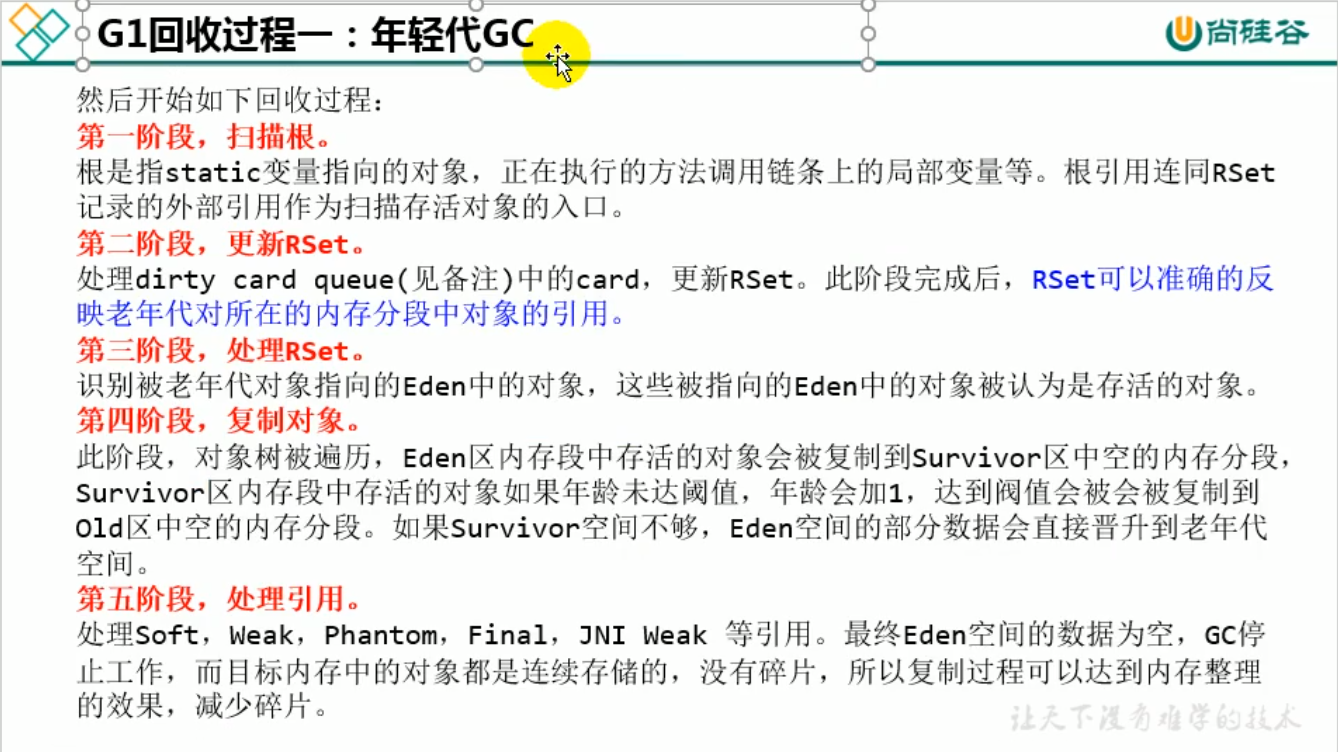 G1回收过程一：年轻代GC
尚硅谷
然后开始如下回收过程：
第一阶段，扫描根。
根是指static变量指向的对象，正在执行的方法调用链条上的局部变量等。根引用连同RSet
记录的外部引用作为扫描存活对象的入口。
第二阶段，更新RSet。
处理dirty card queue(见备注)中的card，更新RSet。此阶段完成后，RSet可以准确的反
映老年代对所在的内存分段中对象的引用。
第三阶段，处理RSet。
识别被老年代对象指向的Eden中的对象，这些被指向的Eden中的对象被认为是存活的对象。
第四阶段，复制对象。
此阶段，对象树被遍历，Eden区内存段中存活的对象会被复制到Survivor区中空的内存分段，
Survivor区内存段中存活的对象如果年龄未达阈值，年龄会加1，达到阀值会被会被复制到
Old区中空的内存分段。如果Survivor空间不够，Eden空间的部分数据会直接晋升到老年代
空间。
第五阶段，处理引用。
处理Soft，Weak，Phantom，Final，JNI Weak 等引用。最终Eden空间的数据为空，GC停
止工作，而目标内存中的对象都是连续存储的，没有碎片，所以复制过程可以达到内存整理
的效果，减少碎片。
让天下没有难学的技术